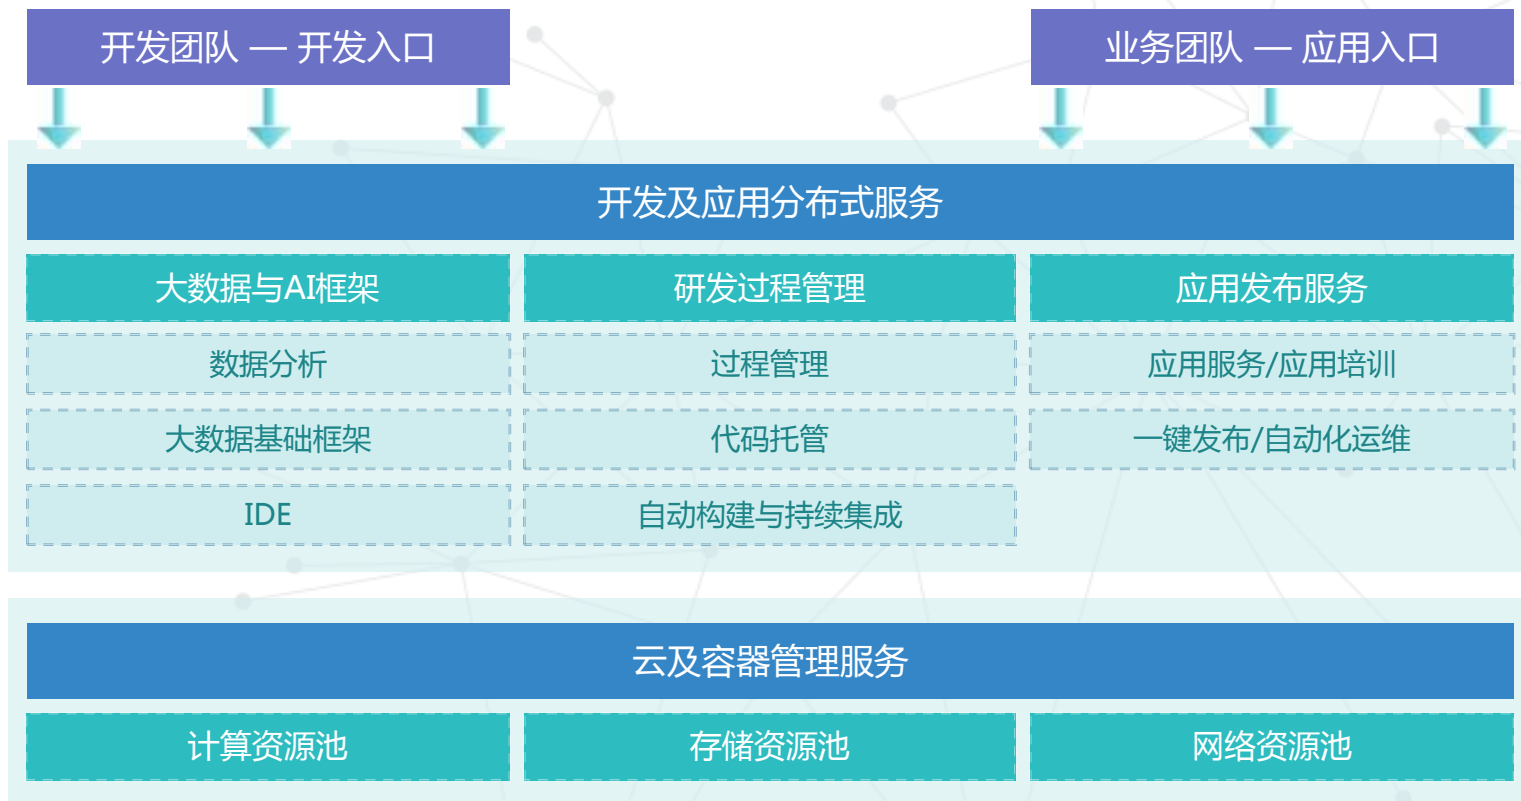 开发团队 — 开发入口
业务团队 — 应用入口
开发及应用分布式服务
大数据与AI框架
研发过程管理
应用发布服务
数据分析
过程管理
应用服务/应用培训
大数据基础框架
代码托管
一键发布/自动化运维
IDE
自动构建与持续集成
云及容器管理服务
计算资源池
存储资源池
网络资源池